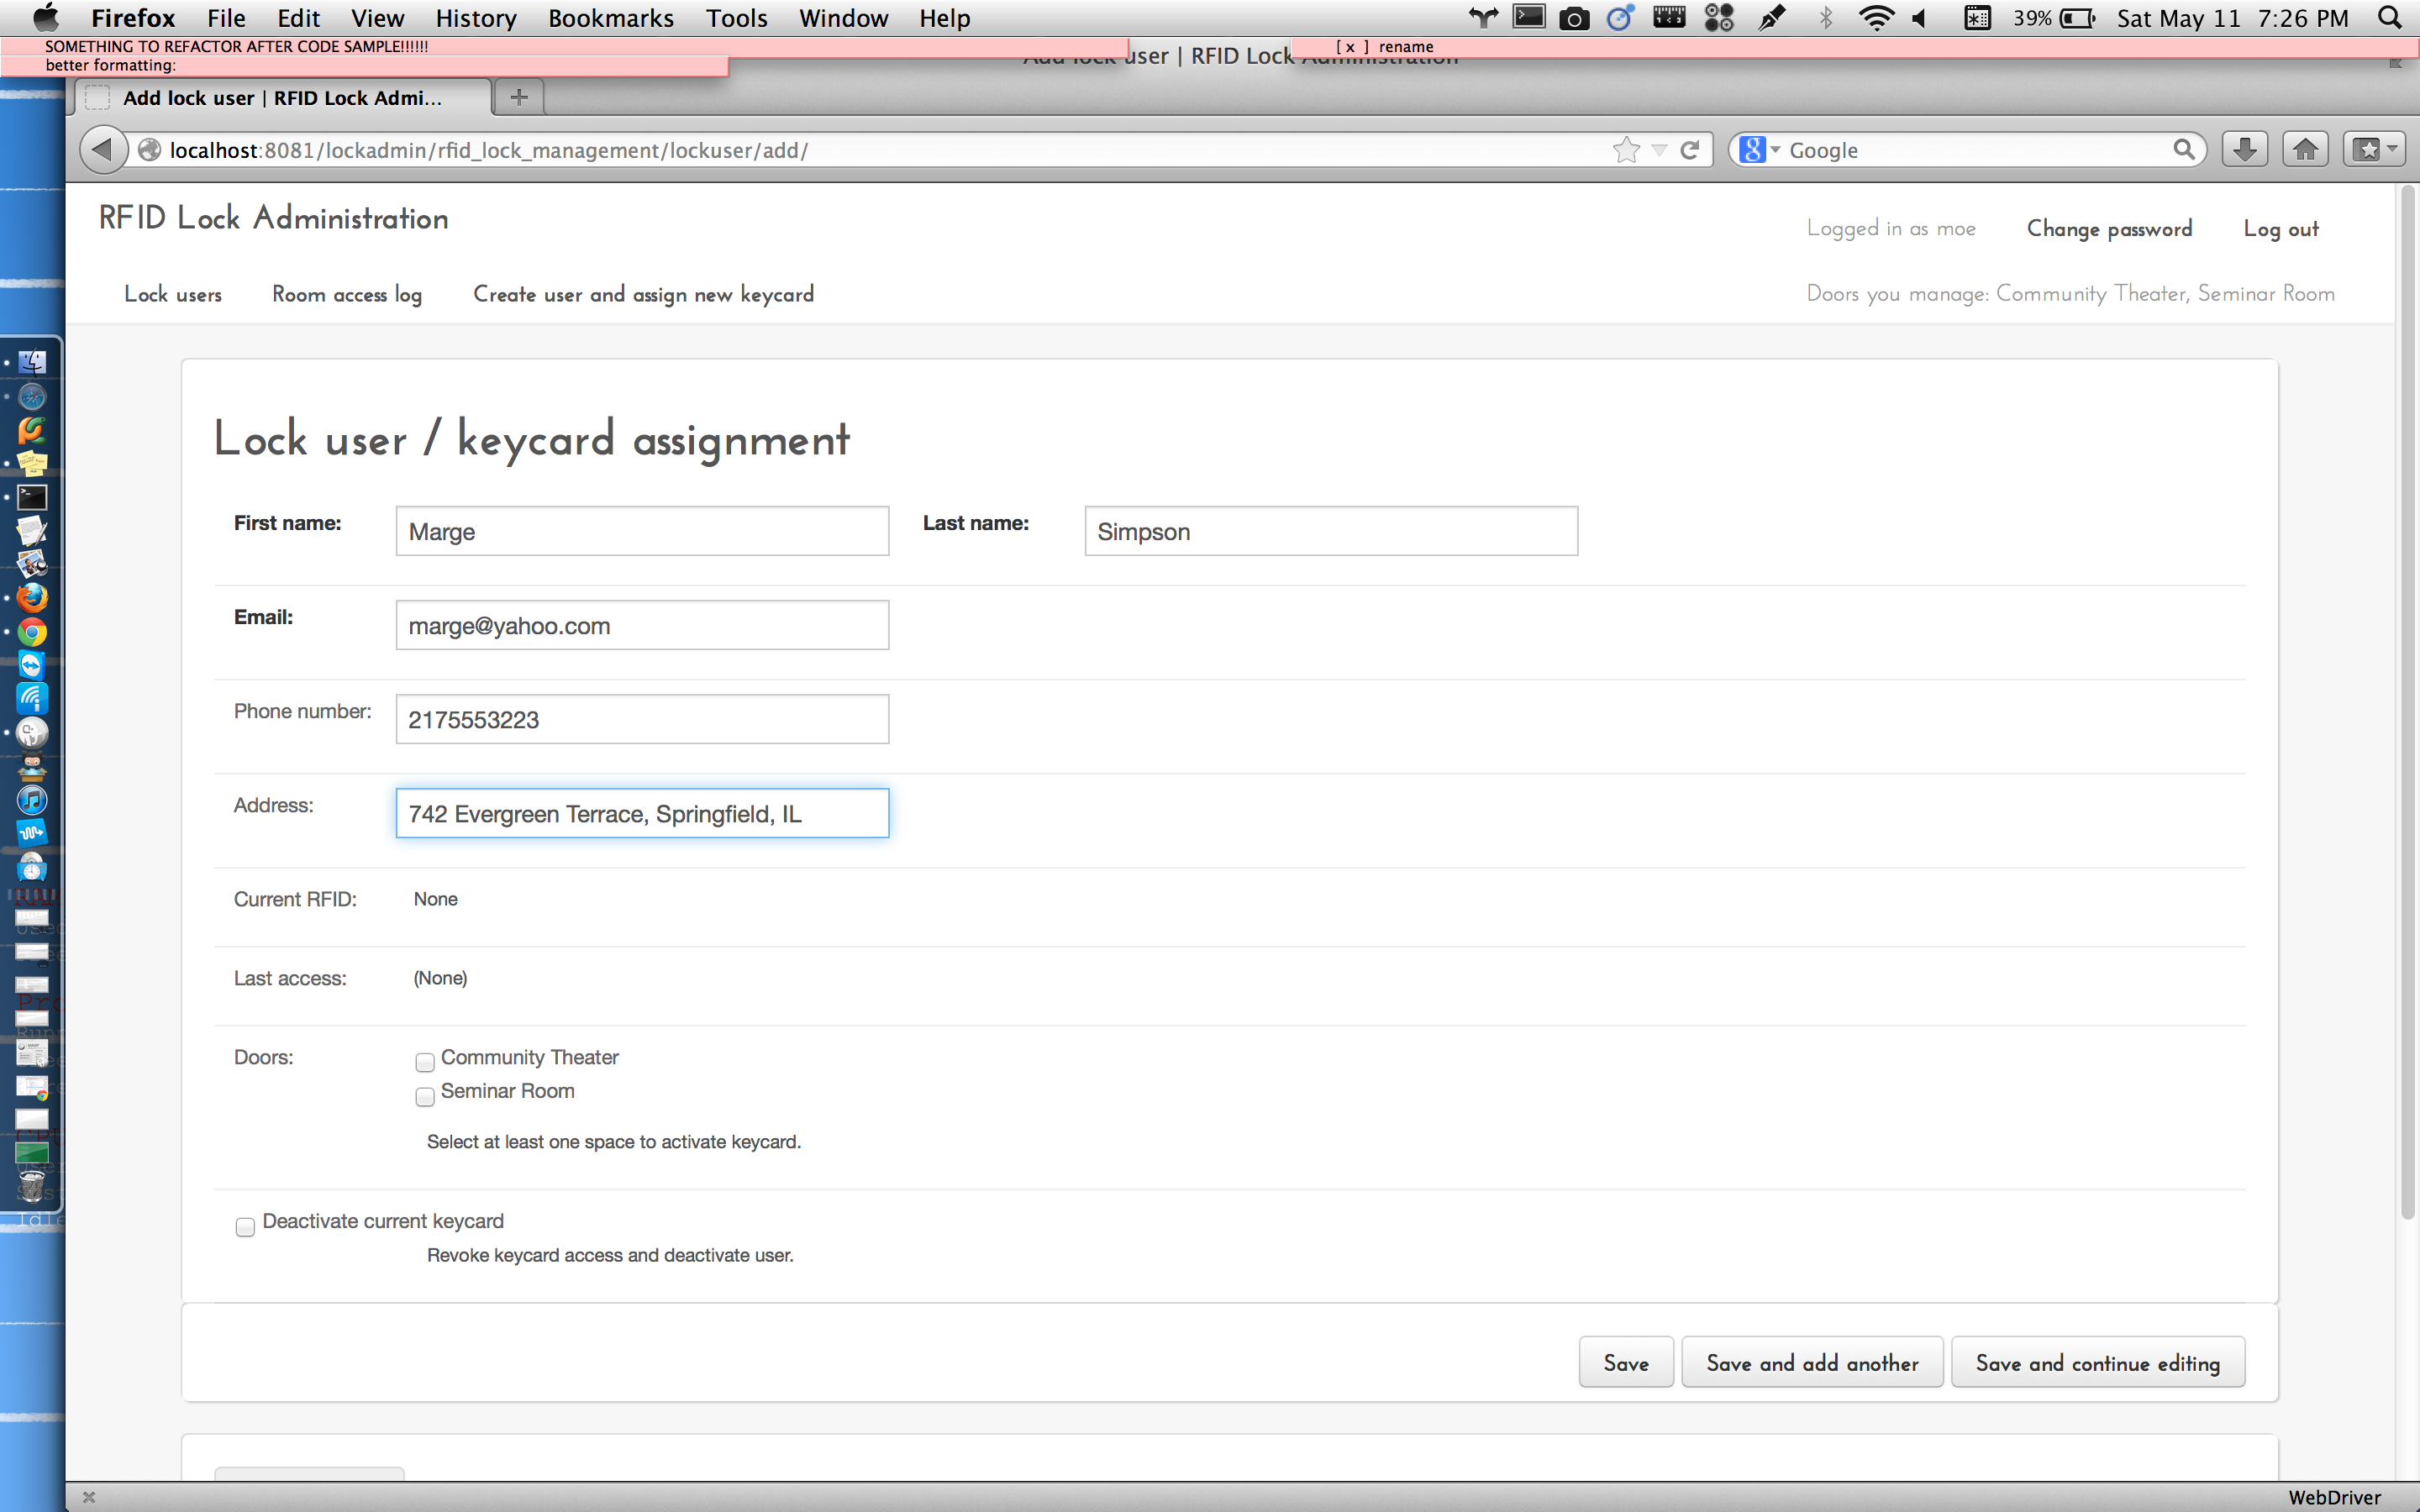 Firefox File Edit View History Bookmarks Tools Window Help 39% Sat May 11 7:26 PM
SOMETHING TO REFACTOR AFTER CODE SAMPLE!!!!!! [ x ] rename
better formatting:
Add lock user | RFID Lock Administration
Add lock user | RFID Lock Admi...
localhost:8081/lockadmin/rfid_lock_management/lockuser/add/ Google
RFID Lock Administration
Logged in as moe Change password Log out
Lock users Room access log Create user and assign new keycard
Doors you manage: Community Theater, Seminar Room
Lock user / keycard assignment
First name: Marge Last name: Simpson
Email: marge@yahoo.com
Phone number: 2175553223
Address: 742 Evergreen Terrace, Springfield, IL
Current RFID: None
Last access: (None)
Doors: Community Theater
Seminar Room
Select at least one space to activate keycard.
Deactivate current keycard
Revoke keycard access and deactivate user.
Save Save and add another Save and continue editing
WebDriver